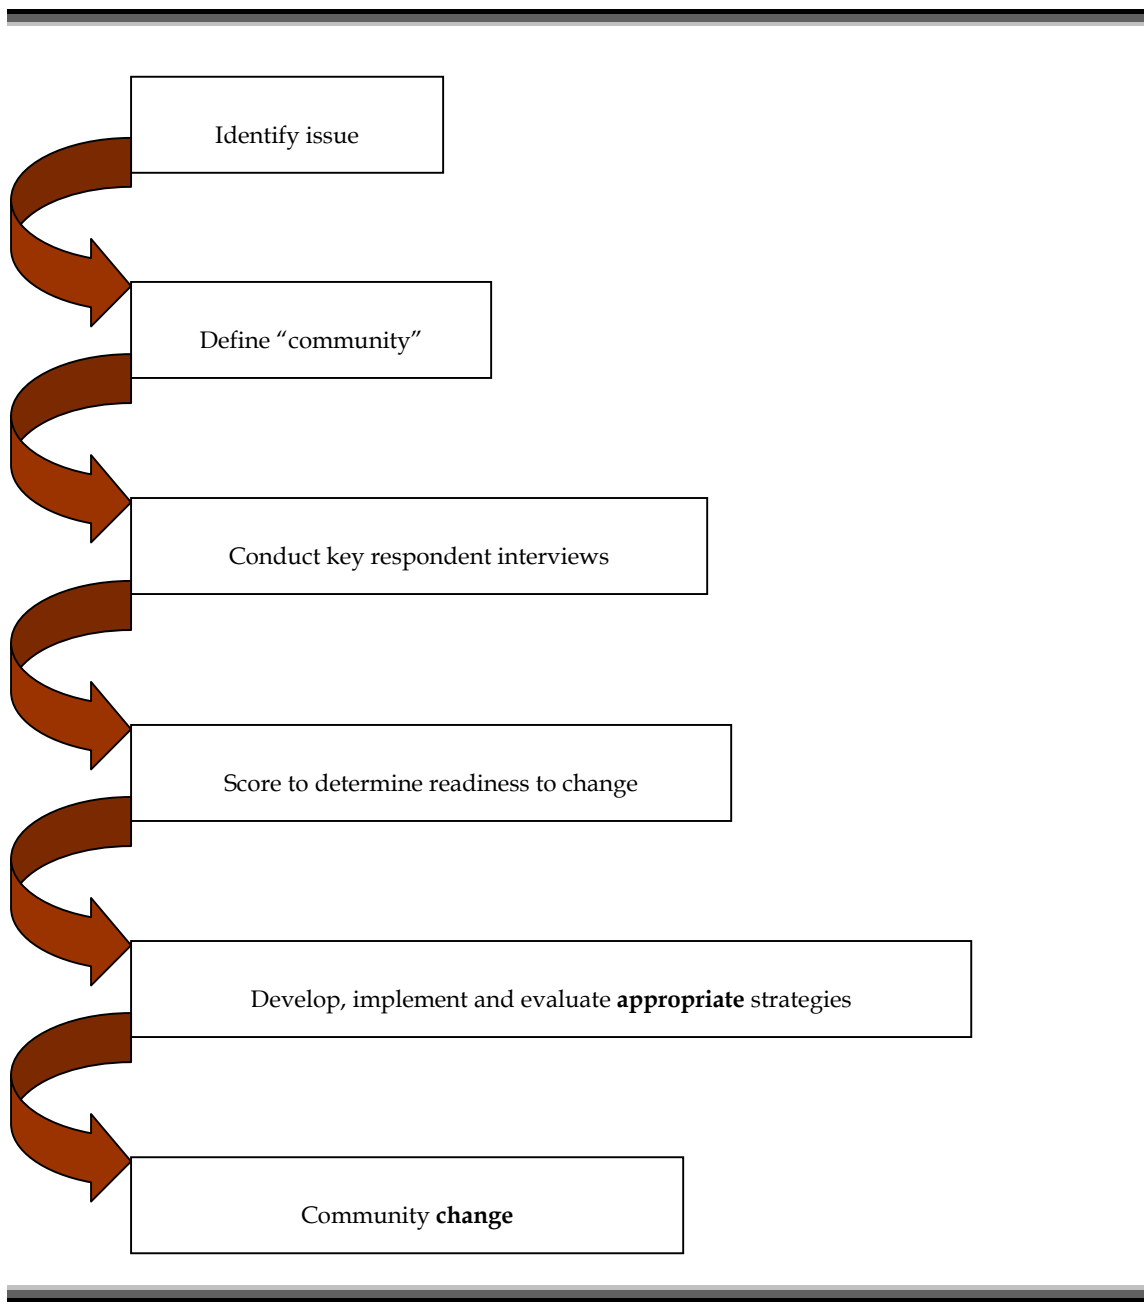 Identify issue
Define “community”
Conduct key respondent interviews
Score to determine readiness to change
Develop, implement and evaluate appropriate strategies
Community change